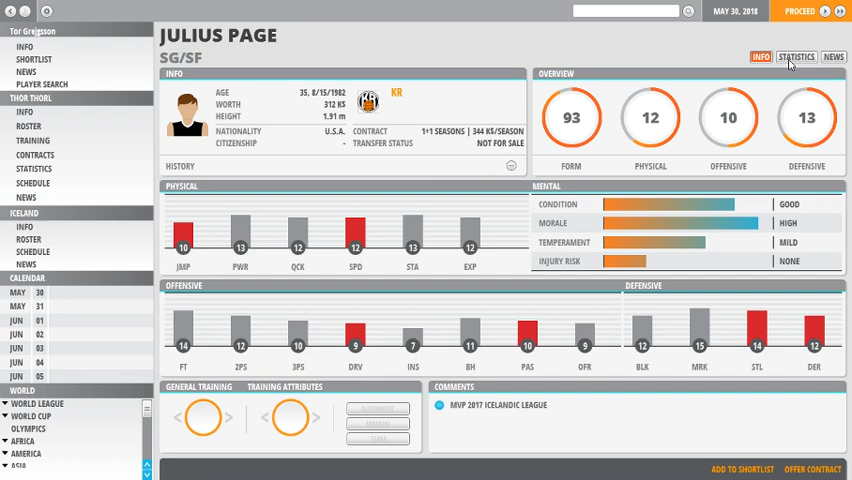 MAY 30, 2018
PROCEED
Tor Grejgsson
INFO
SHORTLIST
NEWS
PLAYER SEARCH
THOR THORL
INFO
ROSTER
TRAINING
CONTRACTS
STATISTICS
SCHEDULE
NEWS
ICELAND
INFO
ROSTER
SCHEDULE
NEWS
CALENDAR
MAY 30
MAY 31
JUN 01
JUN 02
JUN 03
JUN 04
JUN 05
WORLD
WORLD LEAGUE
WORLD CUP
OLYMPICS
AFRICA
AMERICA
ASIA
JULIUS PAGE
SG/SF
INFO STATISTICS NEWS
INFO
AGE 35, 8/15/1982
WORTH 312 K$
HEIGHT 1.91 m
KR
KR
NATIONALITY U.S.A.
CITIZENSHIP -
CONTRACT 1+1 SEASONS | 344 K$/SEASON
TRANSFER STATUS NOT FOR SALE
HISTORY
OVERVIEW
93 12 10 13
FORM PHYSICAL OFFENSIVE DEFENSIVE
PHYSICAL
10 13 12 12 13 12
JMP PWR QCK SPD STA EXP
MENTAL
CONDITION GOOD
MORALE HIGH
TEMPERAMENT MILD
INJURY RISK NONE
OFFENSIVE
14 12 10 9 7 11 10 9
FT 2PS 3PS DRV INS BH PAS OFR
DEFENSIVE
12 15 14 12
BLK MRK STL DER
GENERAL TRAINING
TRAINING ATTRIBUTES
AUTOMATIC
MINIMAL
TEAM
COMMENTS
MVP 2017 ICELANDIC LEAGUE
ADD TO SHORTLIST
OFFER CONTRACT